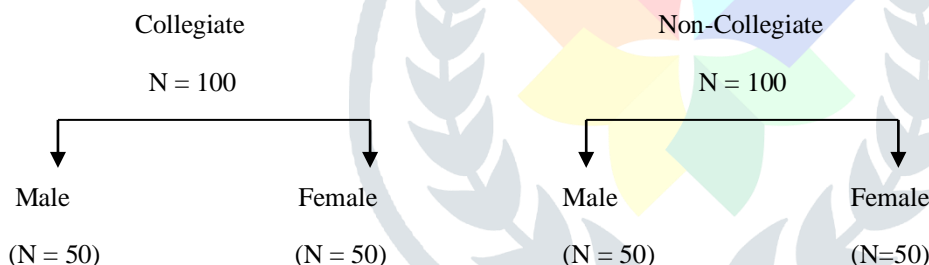 Collegiate Non-Collegiate
N = 100 N = 100
Male Female Male Female
(N = 50) (N = 50) (N = 50) (N=50)